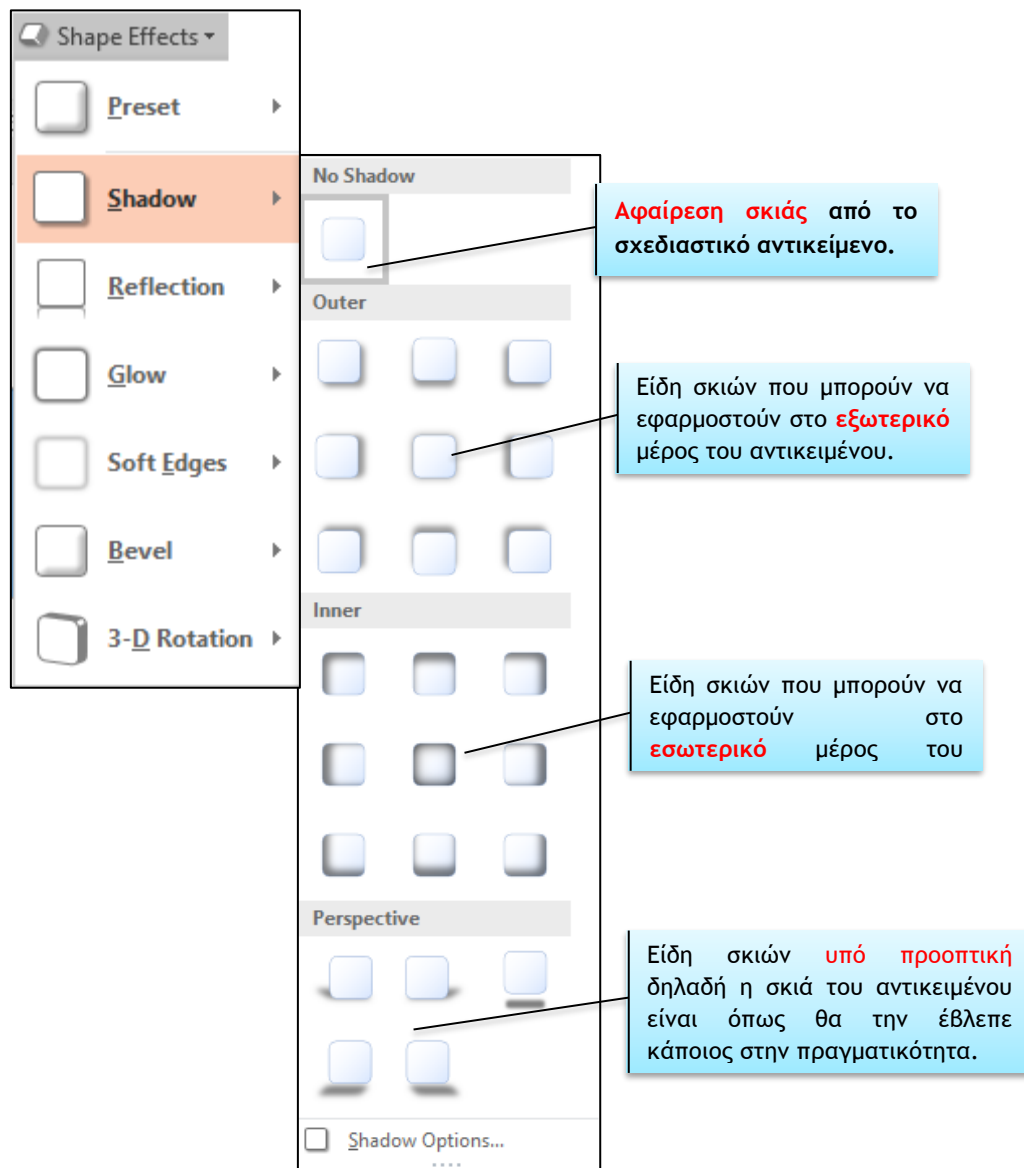 Shape Effects
Preset
Shadow
Reflection
Glow
Soft Edges
Bevel
3-D Rotation
No Shadow
Αφαίρεση σκιάς από το
σχεδιαστικό αντικείμενο.
Outer
Είδη σκιών που μπορούν να
εφαρμοστούν στο εξωτερικό
μέρος του αντικειμένου.
Inner
Είδη σκιών που μπορούν να
εφαρμοστούν στο
εσωτερικό μέρος του
Perspective
Είδη σκιών υπό προοπτική
δηλαδή η σκιά του αντικειμένου
είναι όπως θα την έβλεπε
κάποιος στην πραγματικότητα.
Shadow Options...